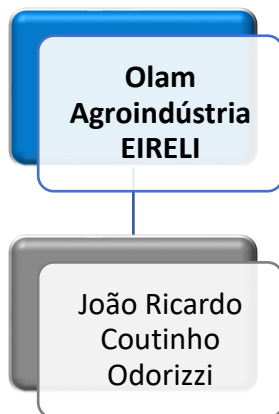 Olam
Agroindústria
EIRELI
João Ricardo
Coutinho
Odorizzi